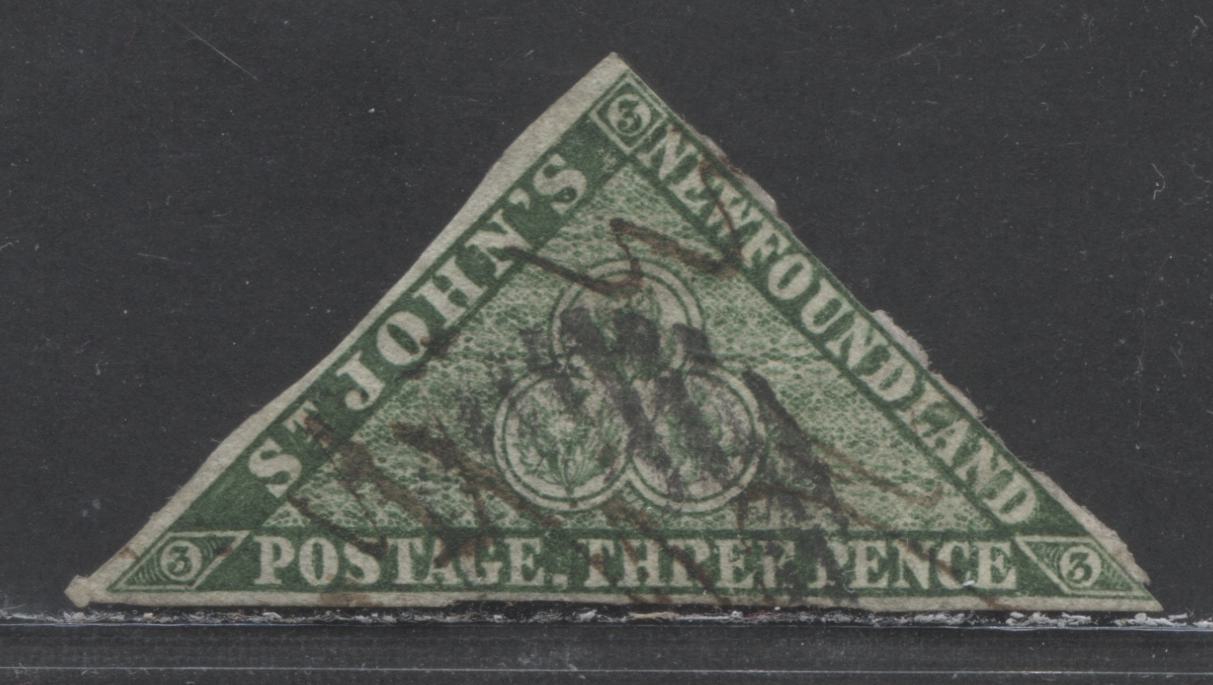 3
ST JOHN'S
NEWFOUNDLAND
3 POSTAGE, THREE PENCE 3